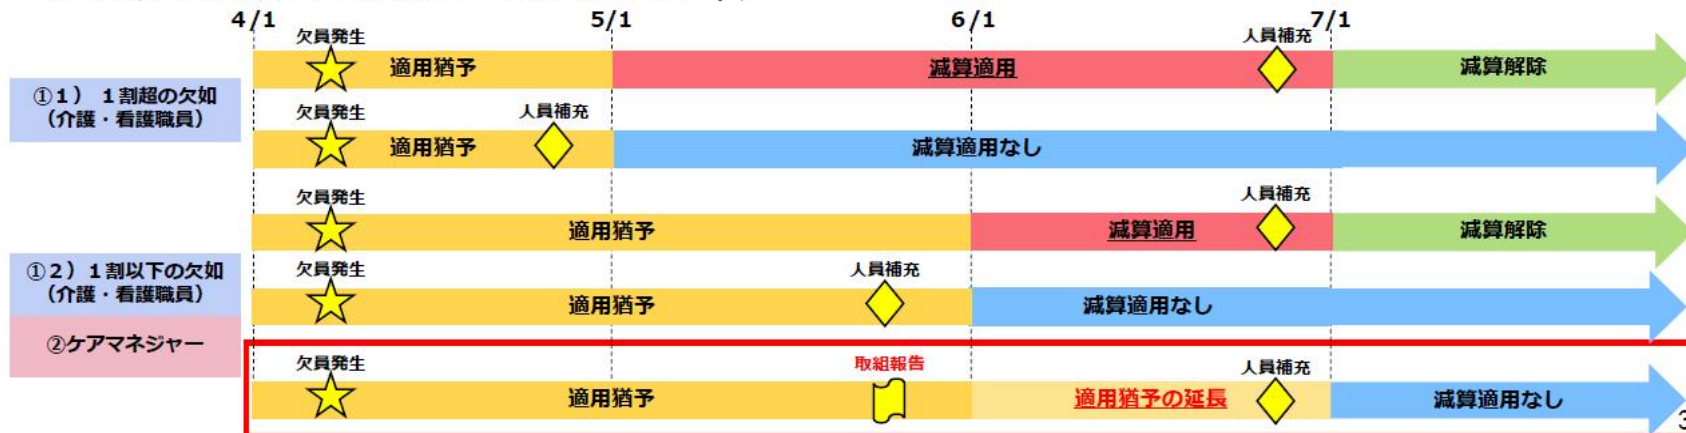 4/1 5/1 6/1 7/1
欠員発生 人員補充
適用猶予 減算適用 減算解除
①1) 1割超の欠如
(介護・看護職員)
欠員発生 人員補充
適用猶予 減算適用なし
欠員発生 人員補充
適用猶予 減算適用 減算解除
①2) 1割以下の欠如
(介護・看護職員)
欠員発生 人員補充
適用猶予 減算適用なし
②ケアマネジャー
欠員発生 取組報告 人員補充
適用猶予 適用猶予の延長 減算適用なし
3